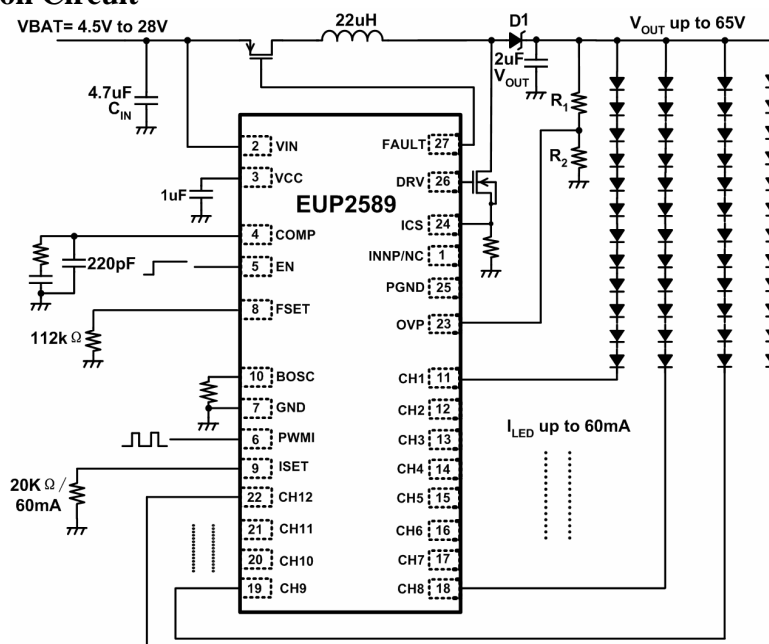 on Circuit
VBAT= 4.5V to 28V
22uH
D1
VOUT up to 65V
4.7uF
CIN
2uF
VOUT
R1
R2
2 VIN
FAULT 27
3 VCC
1uF
DRV 26
EUP2589
4 COMP
ICS 24
220pF
5 EN
INNP/NC 1
PGND 25
8 FSET
OVP 23
112k Ω
10 BOSC
CH1 11
7 GND
CH2 12
ILED up to 60mA
6 PWMI
CH3 13
9 ISET
CH4 14
20K Ω /
60mA
22 CH12
CH5 15
21 CH11
CH6 16
20 CH10
CH7 17
19 CH9
CH8 18